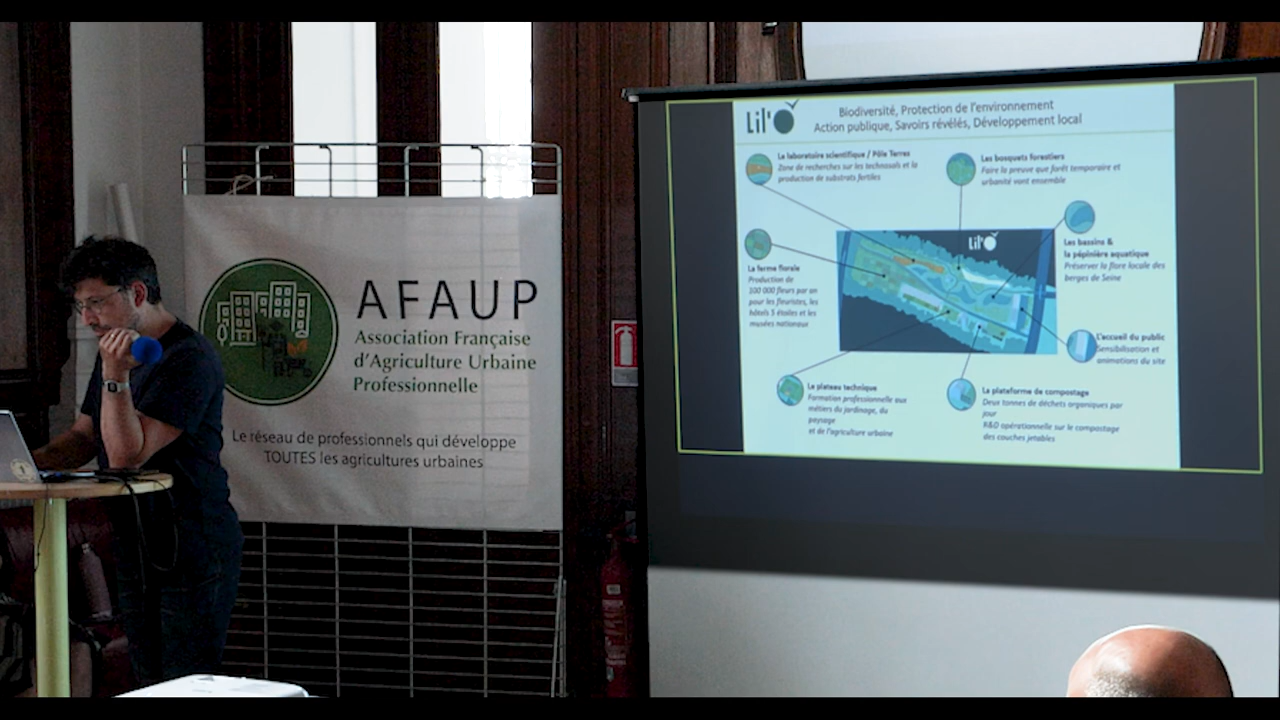 AFAUP
Association Française
d'Agriculture Urbaine
Professionnelle
Le réseau de professionnels qui développe
TOUTES les agricultures urbaines
Lil'Ô
Biodiversité, Protection de l'environnement
Action publique, Savoirs révélés, Développement local
Le laboratoire scientifique / Pôle Terres
Zone de recherches sur les technosols et la
production de substrats fertiles
Les bosquets forestiers
Faire la preuve que forêt temporaire et
urbanité vont ensemble
La ferme florale
Production de
100 000 fleurs par an
pour les fleuristes, les
hôtels 5 étoiles et les
musées nationaux
Lil'Ô
Les bassins &
la pépinière aquatique
Préserver la flore locale des
berges de Seine
L'accueil du public
Sensibilisation et
animations du site
Le plateau technique
Formation professionnelle aux
métiers du jardinage, du
paysage
et de l'agriculture urbaine
La plateforme de compostage
Deux tonnes de déchets organiques par
jour
R&D opérationnelle sur le compostage
des couches jetables